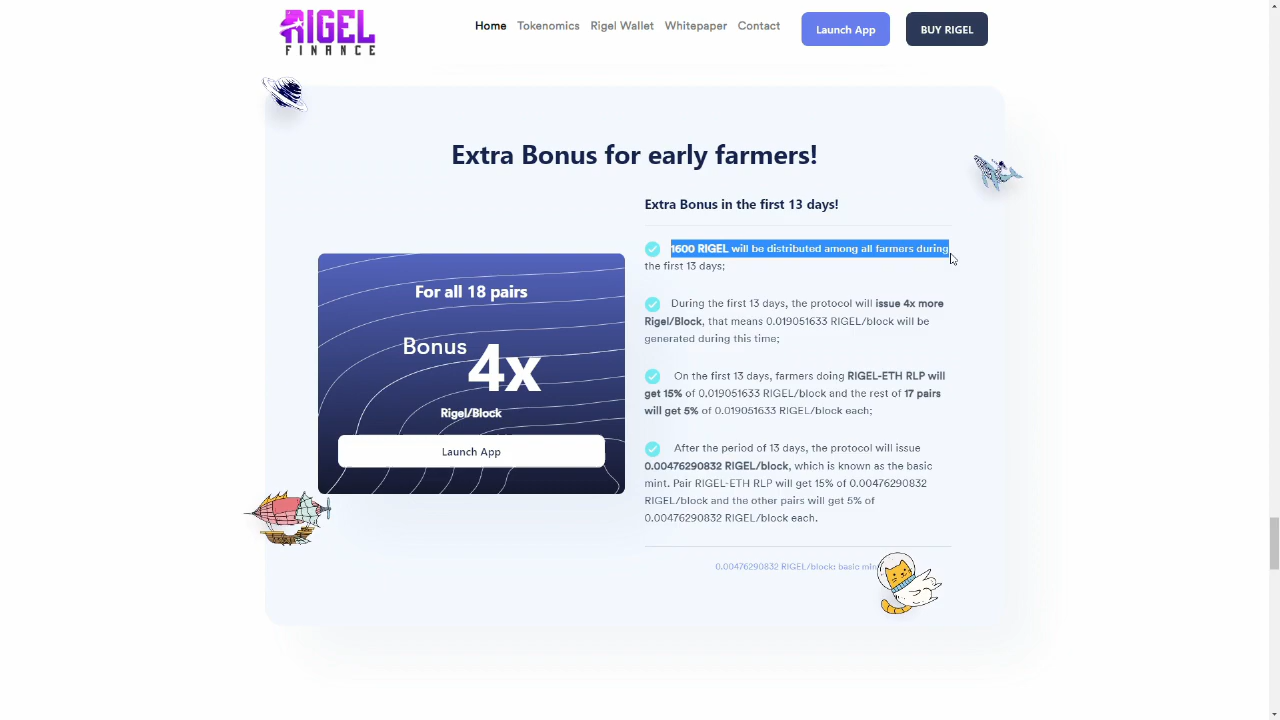 RIGEL
FINANCE
Home Tokenomics Rigel Wallet Whitepaper Contact Launch App BUY RIGEL
Extra Bonus for early farmers!
Extra Bonus in the first 13 days!
1600 RIGEL will be distributed among all farmers during
the first 13 days;
During the first 13 days, the protocol will issue 4x more
Rigel/Block, that means 0.019051633 RIGEL/block will be
generated during this time;
On the first 13 days, farmers doing RIGEL-ETH RLP will
get 15% of 0.019051633 RIGEL/block and the rest of 17 pairs
will get 5% of 0.019051633 RIGEL/block each;
After the period of 13 days, the protocol will issue
0.00476290832 RIGEL/block, which is known as the basic
mint. Pair RIGEL-ETH RLP will get 15% of 0.00476290832
RIGEL/block and the other pairs will get 5% of
0.00476290832 RIGEL/block each.
0.00476290832 RIGEL/block: basic
For all 18 pairs
Bonus 4x
Rigel/Block
Launch App